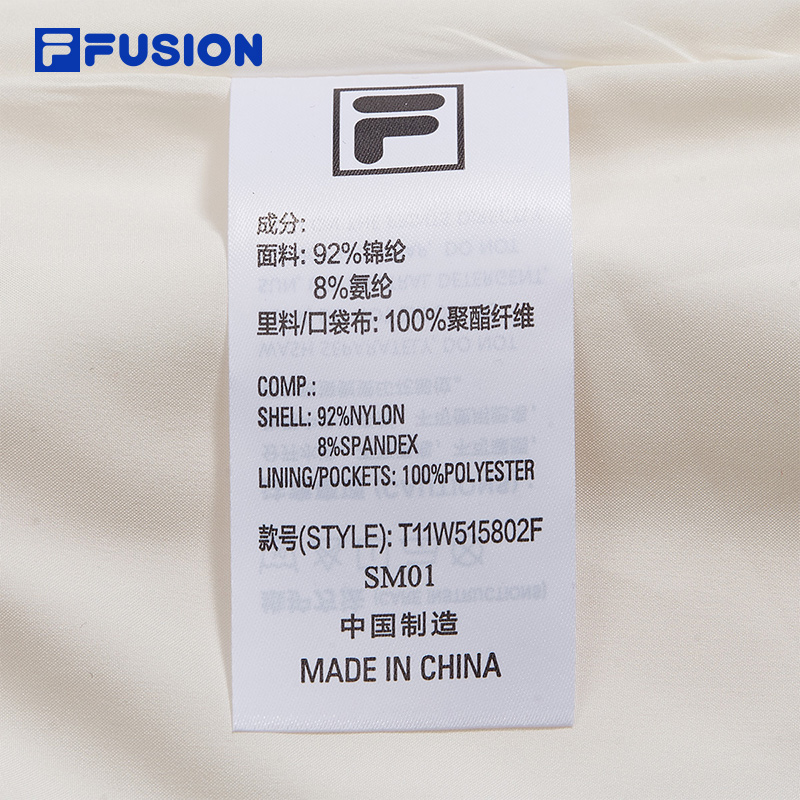 FUSION
F
成分:
面料: 92%锦纶
8%氨纶
里料/口袋布: 100%聚酯纤维
COMP.:
SHELL: 92%NYLON
8%SPANDEX
LINING/POCKETS: 100%POLYESTER
款号(STYLE): T11W515802F
SM01
中国制造
MADE IN CHINA